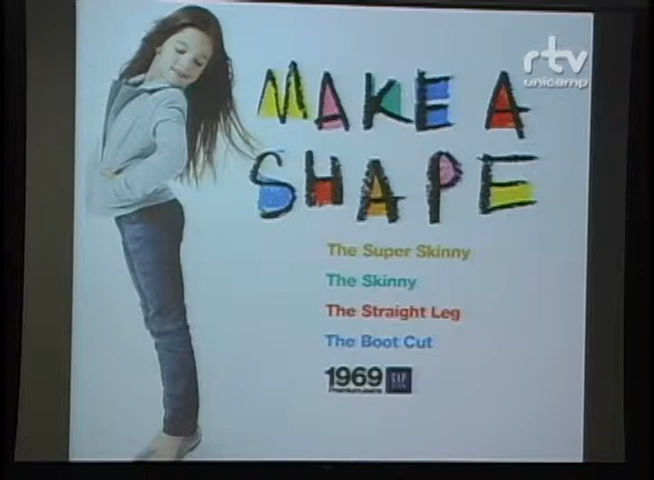 rtv
unicamp
MAKE A
SHAPE
The Super Skinny
The Skinny
The Straight Leg
The Boot Cut
1969
GAP